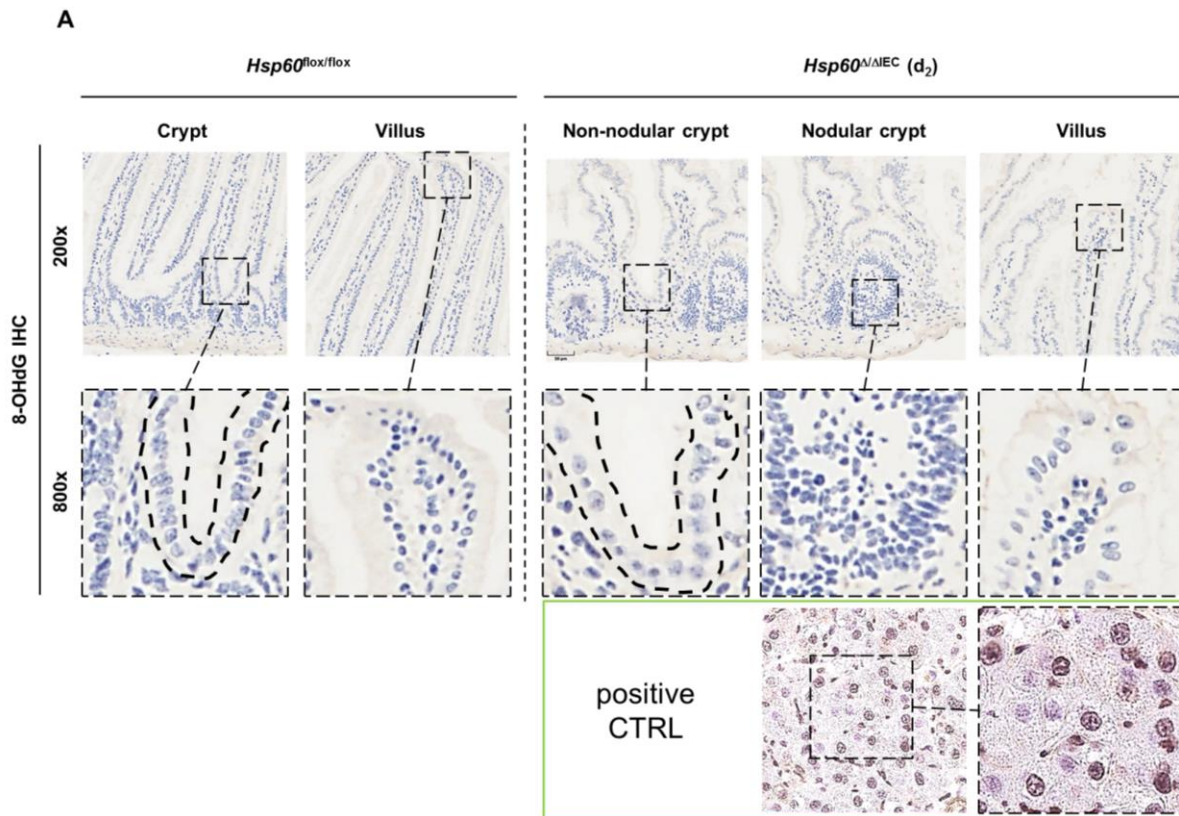 A
Hsp60flox/flox
Hsp60Δ/ΔIEC (d2)
Crypt
Villus
Non-nodular crypt
Nodular crypt
Villus
8-OHdG IHC
200x
800x
positive
CTRL